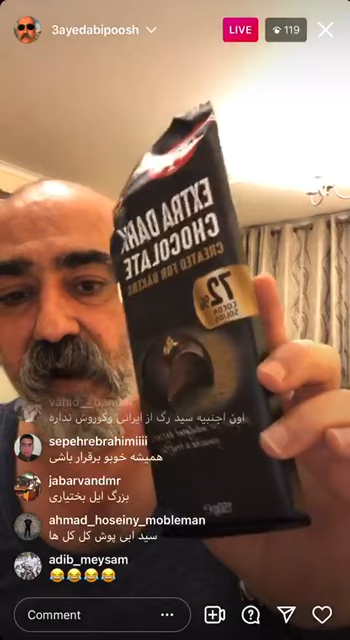 3ayedabipoosh
LIVE
119
EXTRA DARK
CHOCOLATE
CREATED FOR BAKERS
72%
COCOA
SOLIDS
اون اجنبیه سید رگ از ایرانی وکوروش نداره
sepehrebrahimiiii
همیشه خوبو برقرار باشی
jabarvandmr
بزرگ ایل بختیاری
ahmad_hoseiny_mobleman
سید ابی پوش کل کل ها
adib_meysam
😂😂😂😂
Comment